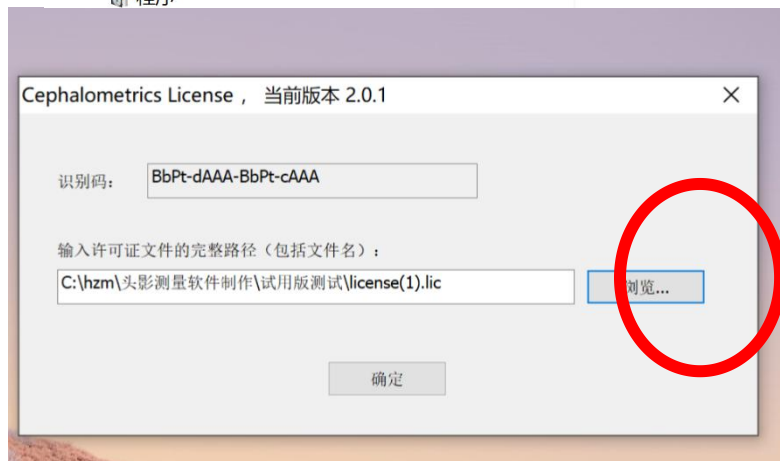 程序
Cephalometrics License ， 当前版本 2.0.1
识别码： BbPt-dAAA-BbPt-cAAA
输入许可证文件的完整路径（包括文件名）：
C:\hzm\头影测量软件制作\试用版测试\license(1).lic 浏览...
确定